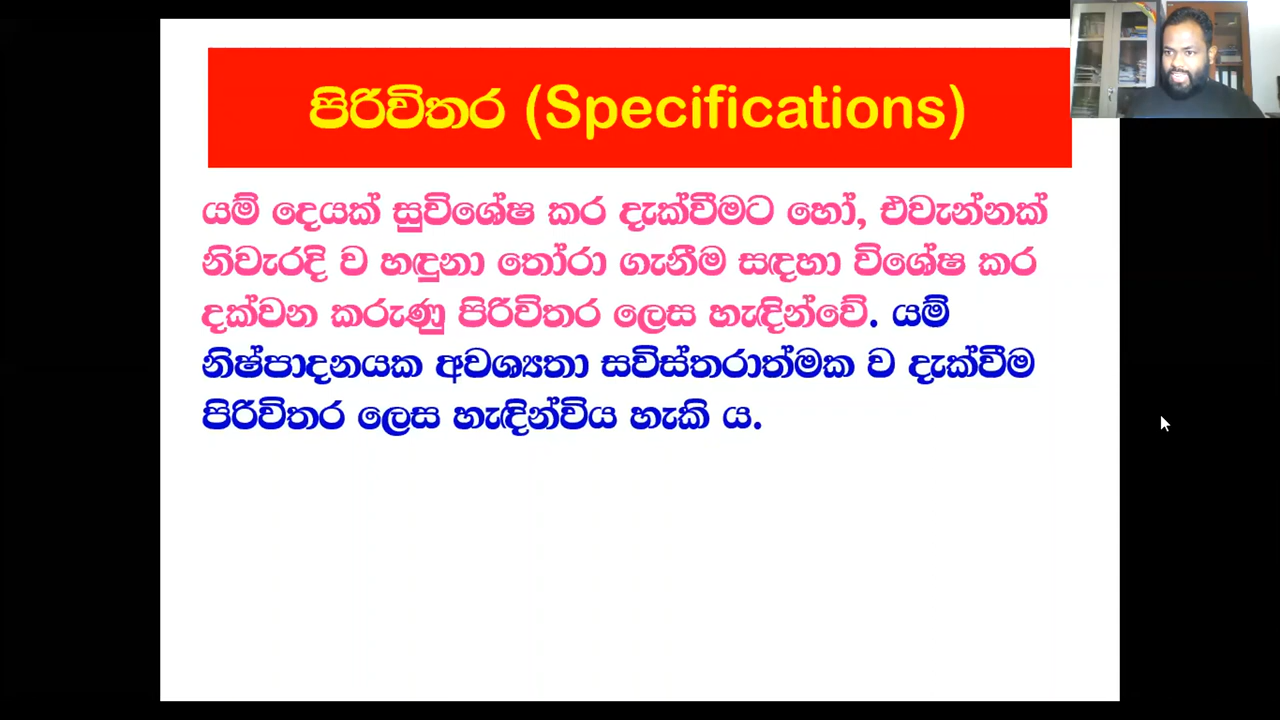 පිරිවිතර (Specifications)
යම් දෙයක් සුවිශේෂ කර දැක්වීමට හෝ, එවැන්නක්
නිවැරදි ව හඳුනා තෝරා ගැනීම සඳහා විශේෂ කර
දක්වන කරුණු පිරිවිතර ලෙස හැඳින්වේ. යම්
නිෂ්පාදනයක අවශ්‍යතා සවිස්තරාත්මක ව දැක්වීම
පිරිවිතර ලෙස හැඳින්විය හැකි ය.